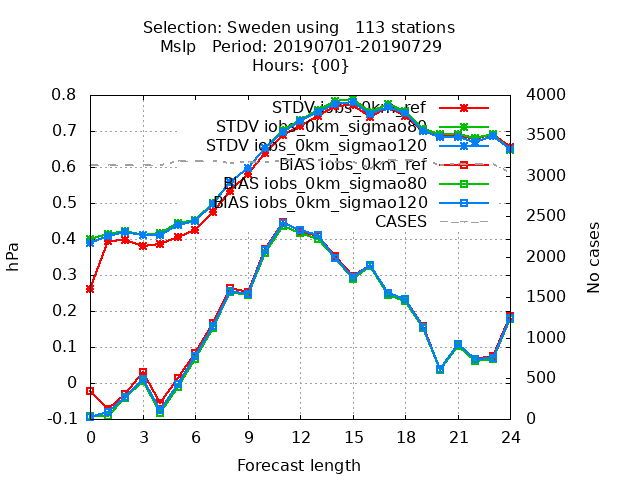 Selection: Sweden using   113 stations
Mslp   Period: 20190701-20190729
Hours: {00}
0.8
0.7
0.6
0.5
0.4
0.3
0.2
0.1
0
-0.1
hPa
STDV iobs_0km_ref
STDV iobs_0km_sigmao80
STDV iobs_0km_sigmao120
BIAS iobs_0km_ref
BIAS iobs_0km_sigmao80
BIAS iobs_0km_sigmao120
CASES
4000
3500
3000
2500
2000
1500
1000
500
0
No cases
0 3 6 9 12 15 18 21 24
Forecast length